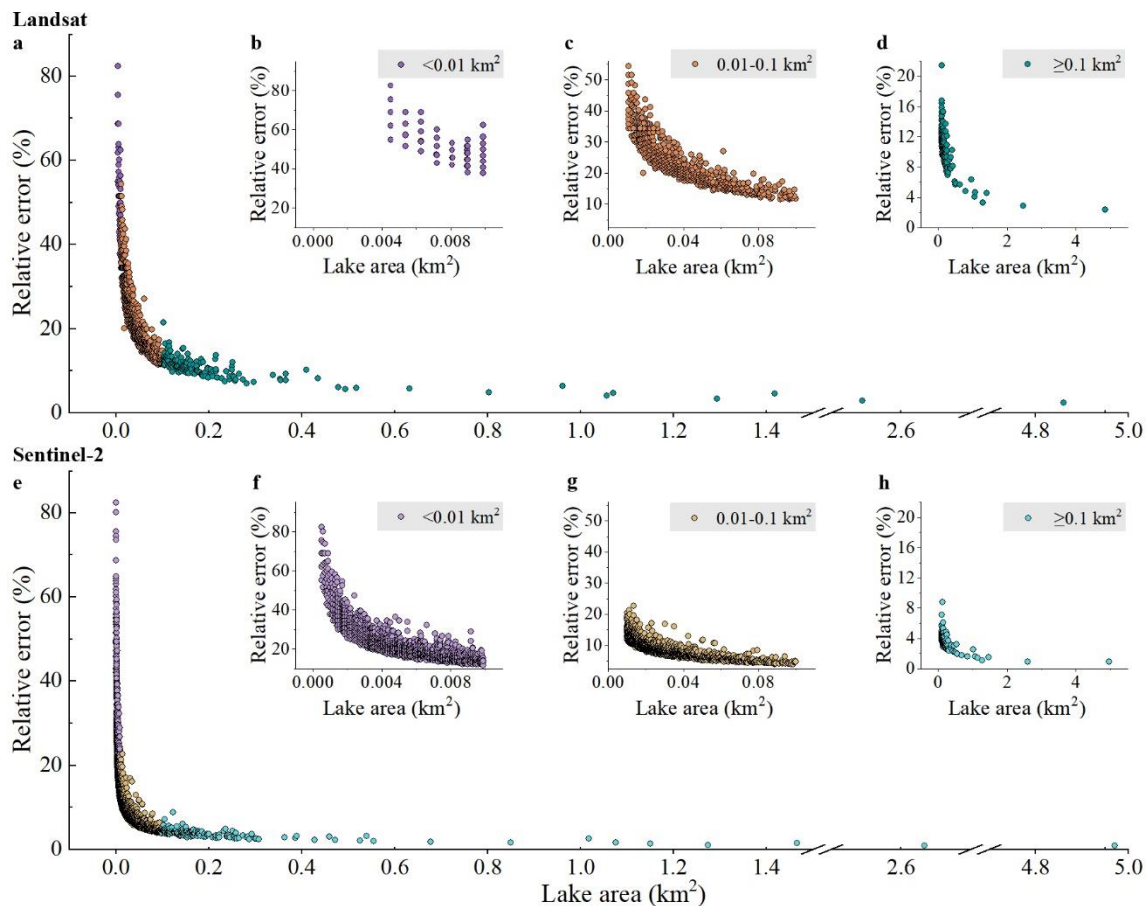 Landsat
a
80
60
40
20
0
Relative error (%)
0.0 0.2 0.4 0.6 0.8 1.0 1.2 1.4 2.6 4.8 5.0
b
<0.01 km²
80
60
40
20
Relative error (%)
0.000 0.004 0.008
Lake area (km²)
c
0.01-0.1 km²
50
40
30
20
10
Relative error (%)
0.00 0.04 0.08
Lake area (km²)
d
≥0.1 km²
20
16
12
8
4
0
Relative error (%)
0 2 4
Lake area (km²)
Sentinel-2
e
80
60
40
20
0
Relative error (%)
0.0 0.2 0.4 0.6 0.8 1.0 1.2 1.4 2.6 4.8 5.0
Lake area (km²)
f
<0.01 km²
80
60
40
20
Relative error (%)
0.000 0.004 0.008
Lake area (km²)
g
0.01-0.1 km²
50
40
30
20
10
Relative error (%)
0.00 0.04 0.08
Lake area (km²)
h
≥0.1 km²
20
16
12
8
4
0
Relative error (%)
0 2 4
Lake area (km²)